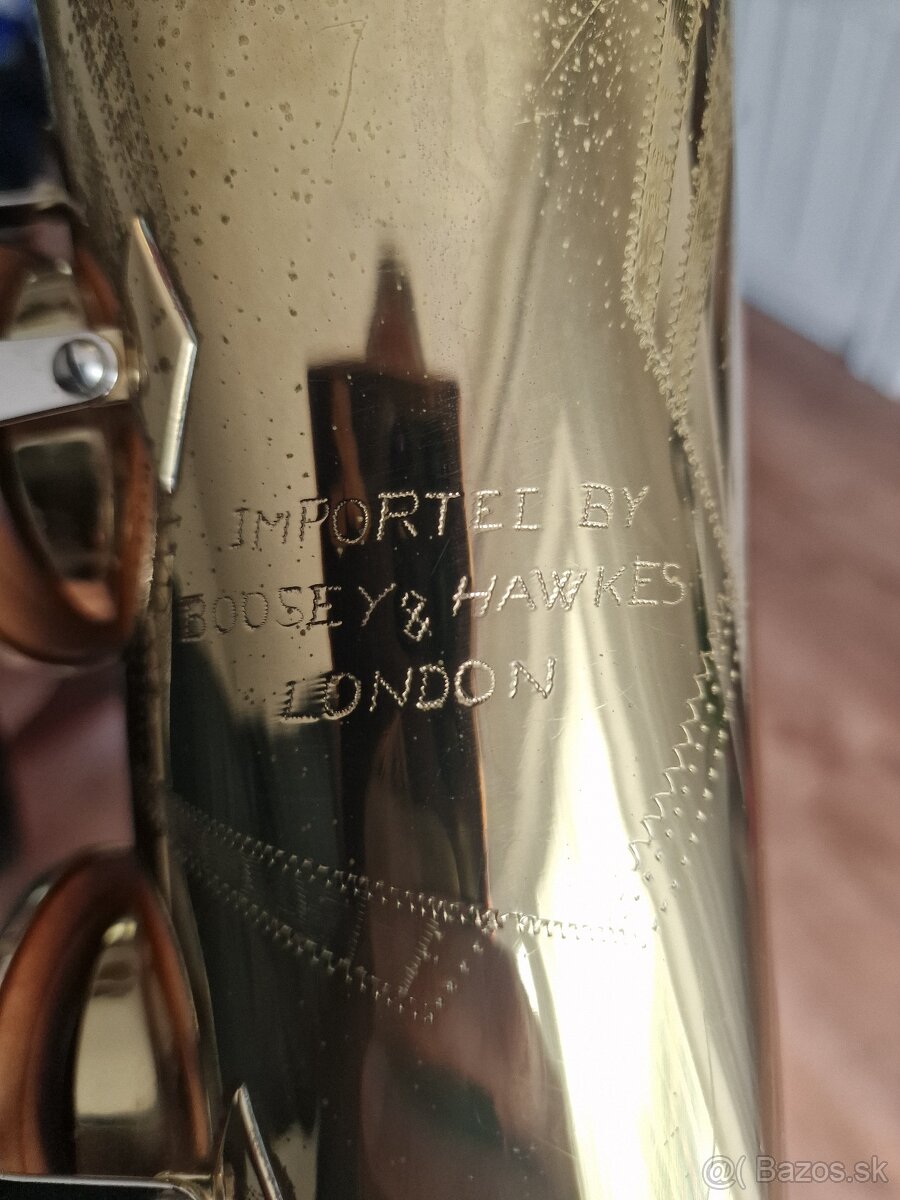 IMPORTED BY
BOOSEY & HAWKES
LONDON
@( Bazos.sk